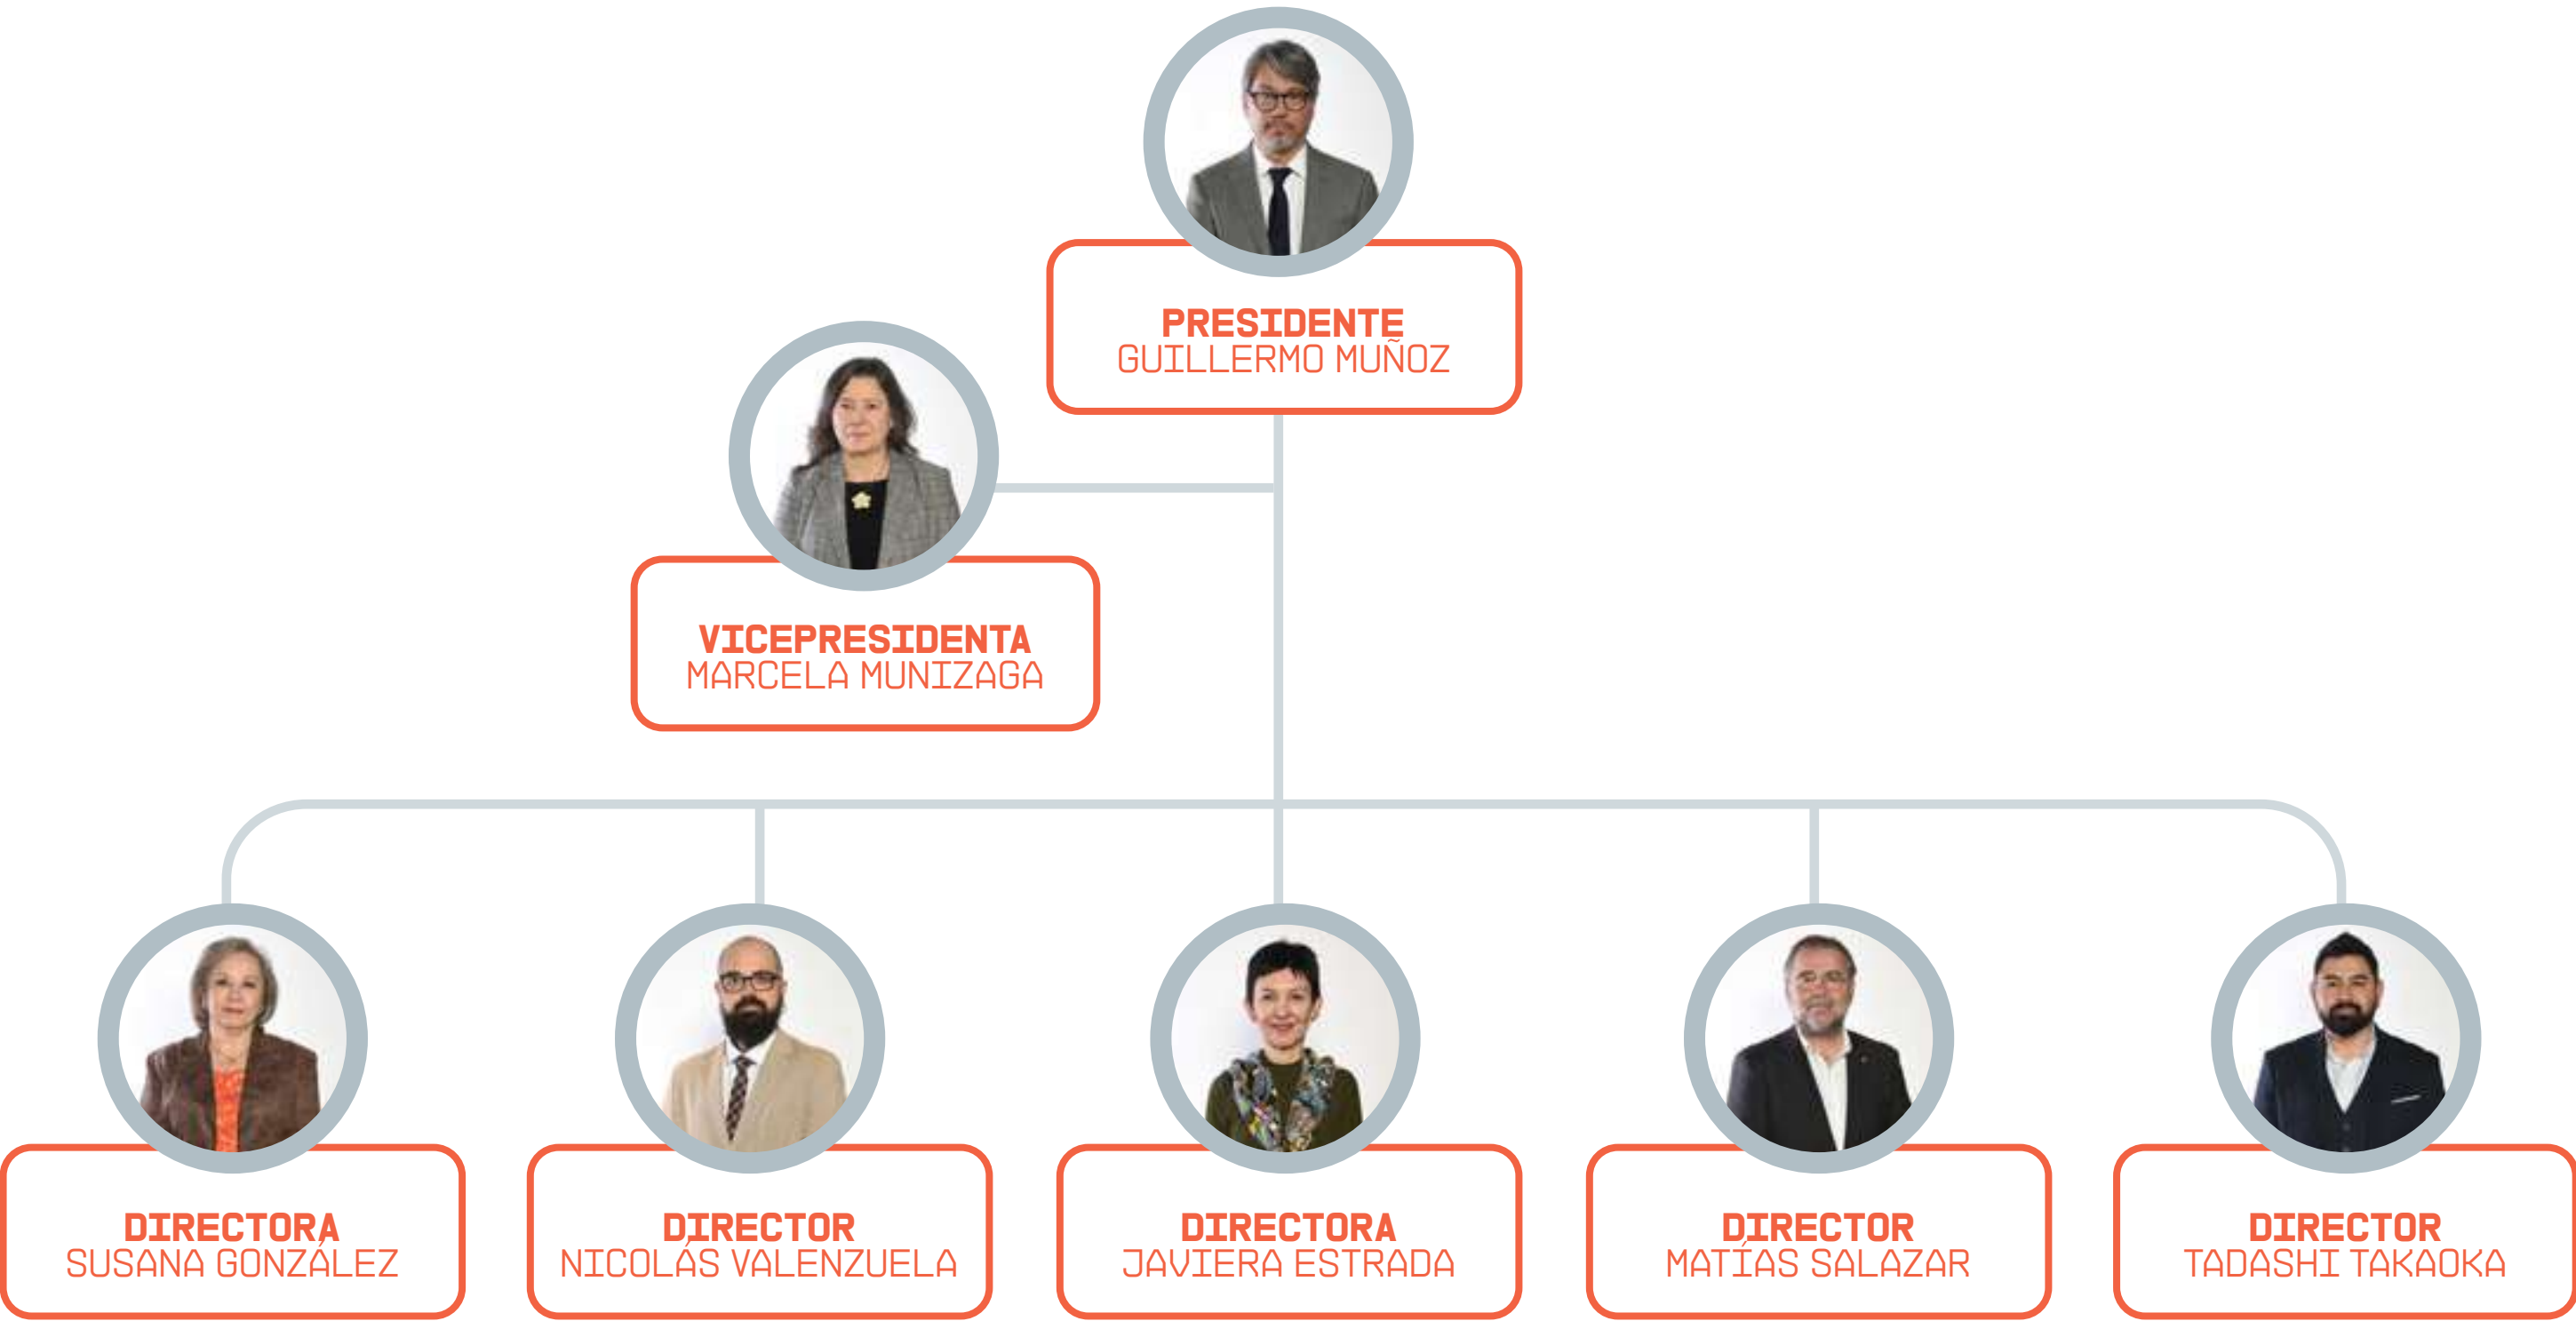 PRESIDENTE
GUILLERMO MUÑOZ
VICEPRESIDENTA
MARCELA MUNIZAGA
DIRECTORA
SUSANA GONZÁLEZ
DIRECTOR
NICOLÁS VALENZUELA
DIRECTORA
JAVIERA ESTRADA
DIRECTOR
MATÍAS SALAZAR
DIRECTOR
TADASHI TAKAOKA